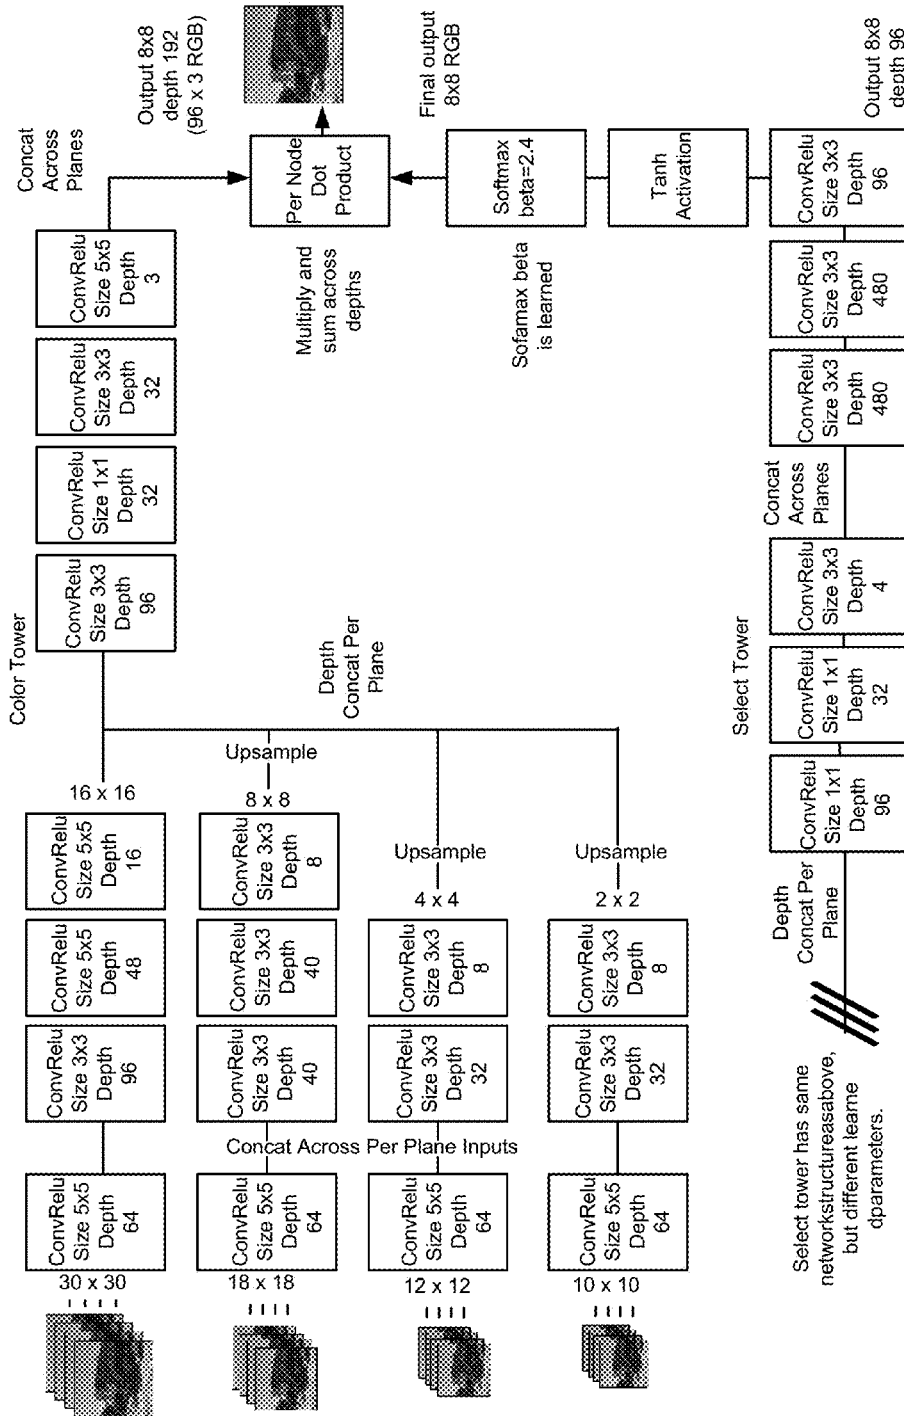 30 x 30
ConvRelu
Size 5x5
Depth
64
ConvRelu
Size 3x3
Depth
96
ConvRelu
Size 5x5
Depth
48
ConvRelu
Size 5x5
Depth
16
16 x 16
Color Tower
ConvRelu
Size 3x3
Depth
96
ConvRelu
Size 1x1
Depth
32
ConvRelu
Size 3x3
Depth
32
ConvRelu
Size 5x5
Depth
3
Concat
Across
Planes
Output 8x8
depth 192
(96 x 3 RGB)
18 x 18
ConvRelu
Size 5x5
Depth
64
ConvRelu
Size 3x3
Depth
40
ConvRelu
Size 3x3
Depth
40
ConvRelu
Size 3x3
Depth
8
8 x 8
Upsample
Concat Across Per Plane Inputs
Depth
Concat Per
Plane
Multiply and
sum across
depths
Per Node
Dot
Product
Final output
8x8 RGB
12 x 12
ConvRelu
Size 5x5
Depth
64
ConvRelu
Size 3x3
Depth
32
ConvRelu
Size 3x3
Depth
8
4 x 4
Upsample
Sofamax beta
is learned
Softmax
beta=2.4
10 x 10
ConvRelu
Size 5x5
Depth
64
ConvRelu
Size 3x3
Depth
32
ConvRelu
Size 3x3
Depth
8
2 x 2
Upsample
Tanh
Activation
Select tower has same
networkstructureasabove,
but different learne
dparameters.
Depth
Concat Per
Plane
Select Tower
ConvRelu
Size 1x1
Depth
96
ConvRelu
Size 1x1
Depth
32
ConvRelu
Size 3x3
Depth
4
Concat
Across
Planes
ConvRelu
Size 3x3
Depth
480
ConvRelu
Size 3x3
Depth
480
ConvRelu
Size 3x3
Depth
96
Output 8x8
depth 96